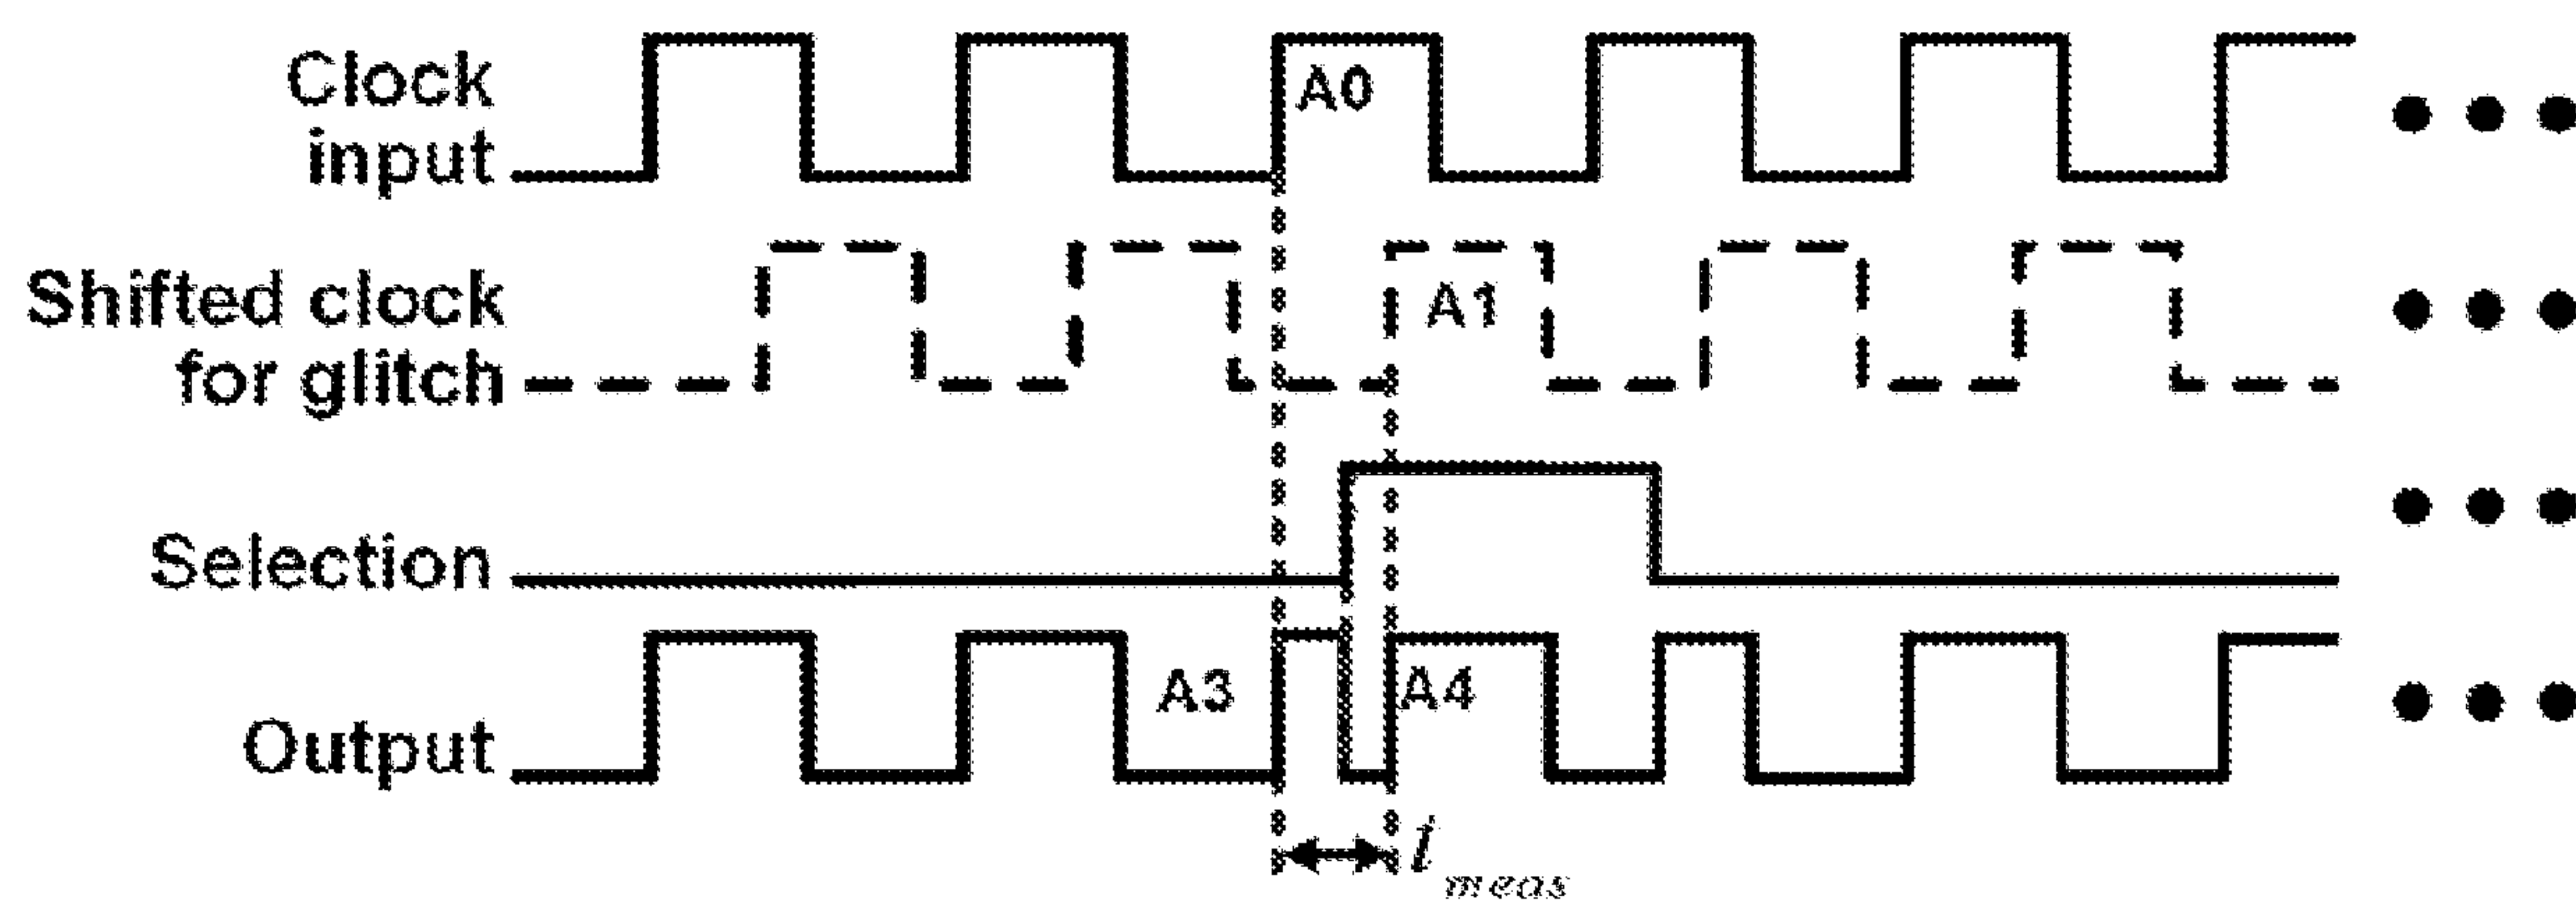 Clock
input
A0
Shifted clock
for glitch
A1
Selection
Output
A3
A4
t meas